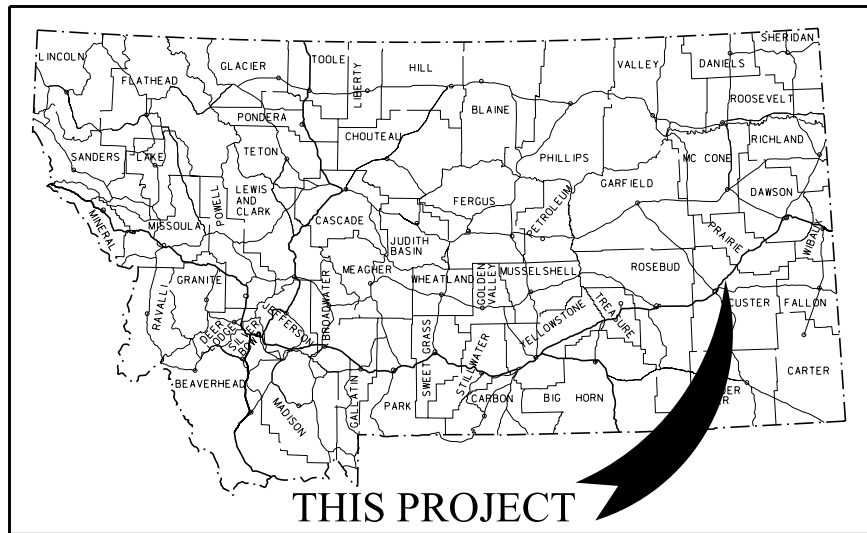 SHERIDAN
LINCOLN
GLACIER
TOOLE
LIBERTY
HILL
VALLEY
DANIELS
FLATHEAD
BLAINE
ROOSEVELT
PONDERA
CHOUTEAU
RICHLAND
SANDERS
LAKE
TETON
PHILLIPS
MC CONE
GARFIELD
DAWSON
LEWIS
AND
CLARK
POWELL
FERGUS
PETROLEUM
MINERAL
MISSOULA
CASCADE
JUDITH
BASIN
PRAIRIE
WIBAUX
GRANITE
MEAGHER
WHEATLAND
GOLDEN
VALLEY
MUSSELSHELL
ROSEBUD
RAVALLI
BROADWATER
TREASURE
USTER
FALLON
DEER
LODGE
SILVER
BOW
JEFFERSON
YELLOWSTONE
SWEET GRASS
STILLWATER
CARTER
BEAVERHEAD
MADISON
GALLATIN
PARK
CARBON
BIG HORN
DER
R
THIS PROJECT